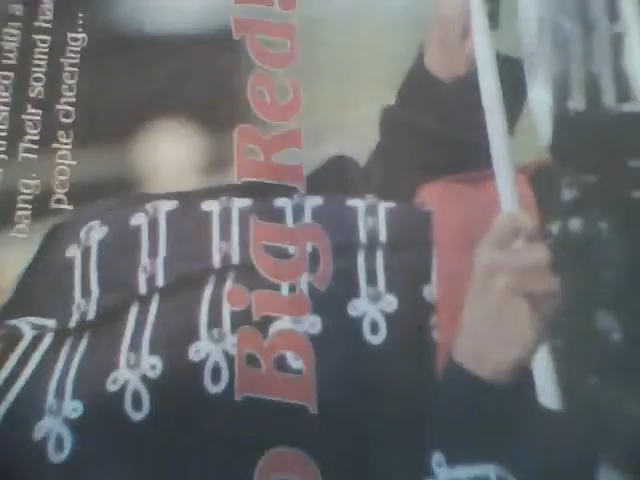 finished with a
bang. Their sound ha
people cheering...
Big Red!